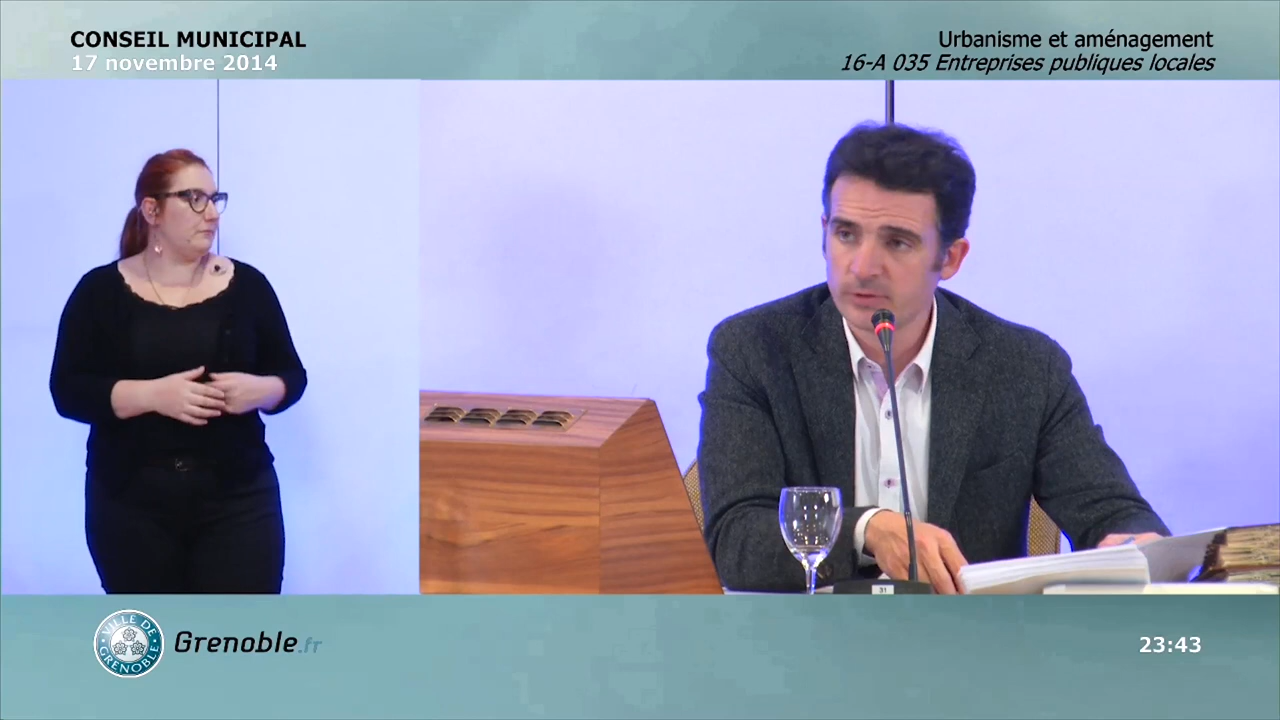 CONSEIL MUNICIPAL
17 novembre 2014
Urbanisme et aménagement
16-A 035 Entreprises publiques locales
31
VILLE DE
GRENOBLE
Grenoble.fr
23:43